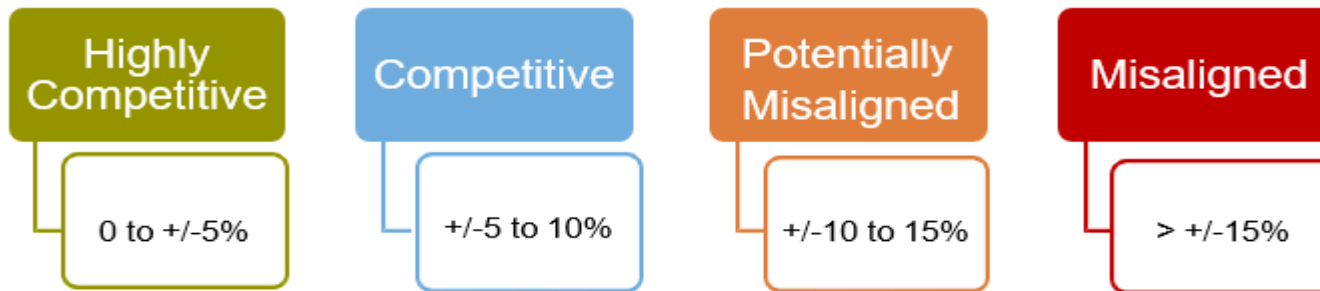 Highly
Competitive
0 to +/-5%
Competitive
+/-5 to 10%
Potentially
Misaligned
+/-10 to 15%
Misaligned
> +/-15%